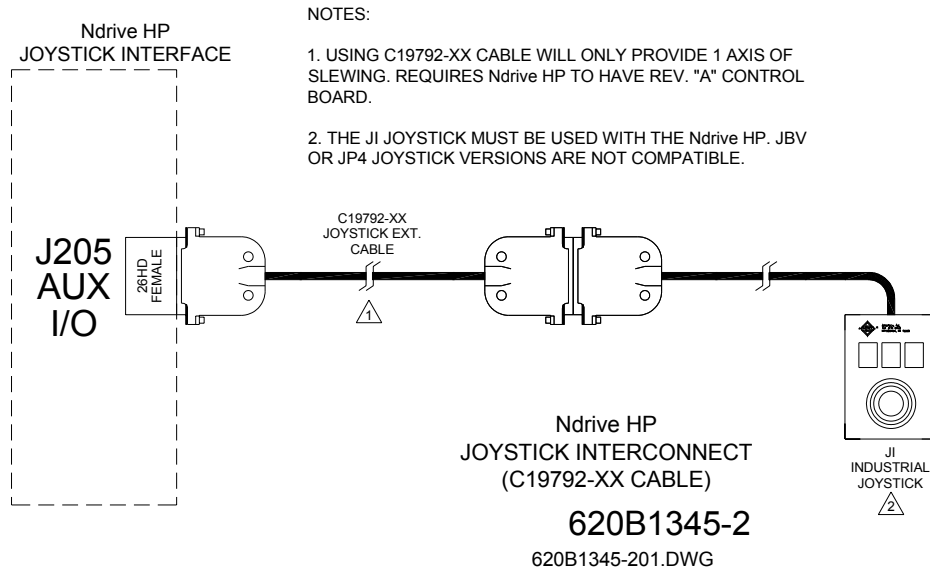 Ndrive HP
JOYSTICK INTERFACE
NOTES:
1. USING C19792-XX CABLE WILL ONLY PROVIDE 1 AXIS OF
SLEWING. REQUIRES Ndrive HP TO HAVE REV. "A" CONTROL
BOARD.
2. THE JI JOYSTICK MUST BE USED WITH THE Ndrive HP. JBV
OR JP4 JOYSTICK VERSIONS ARE NOT COMPATIBLE.
J205
AUX
I/O
26HD
FEMALE
C19792-XX
JOYSTICK EXT.
CABLE
1
JI
INDUSTRIAL
JOYSTICK
2
Ndrive HP
JOYSTICK INTERCONNECT
(C19792-XX CABLE)
620B1345-2
620B1345-201.DWG